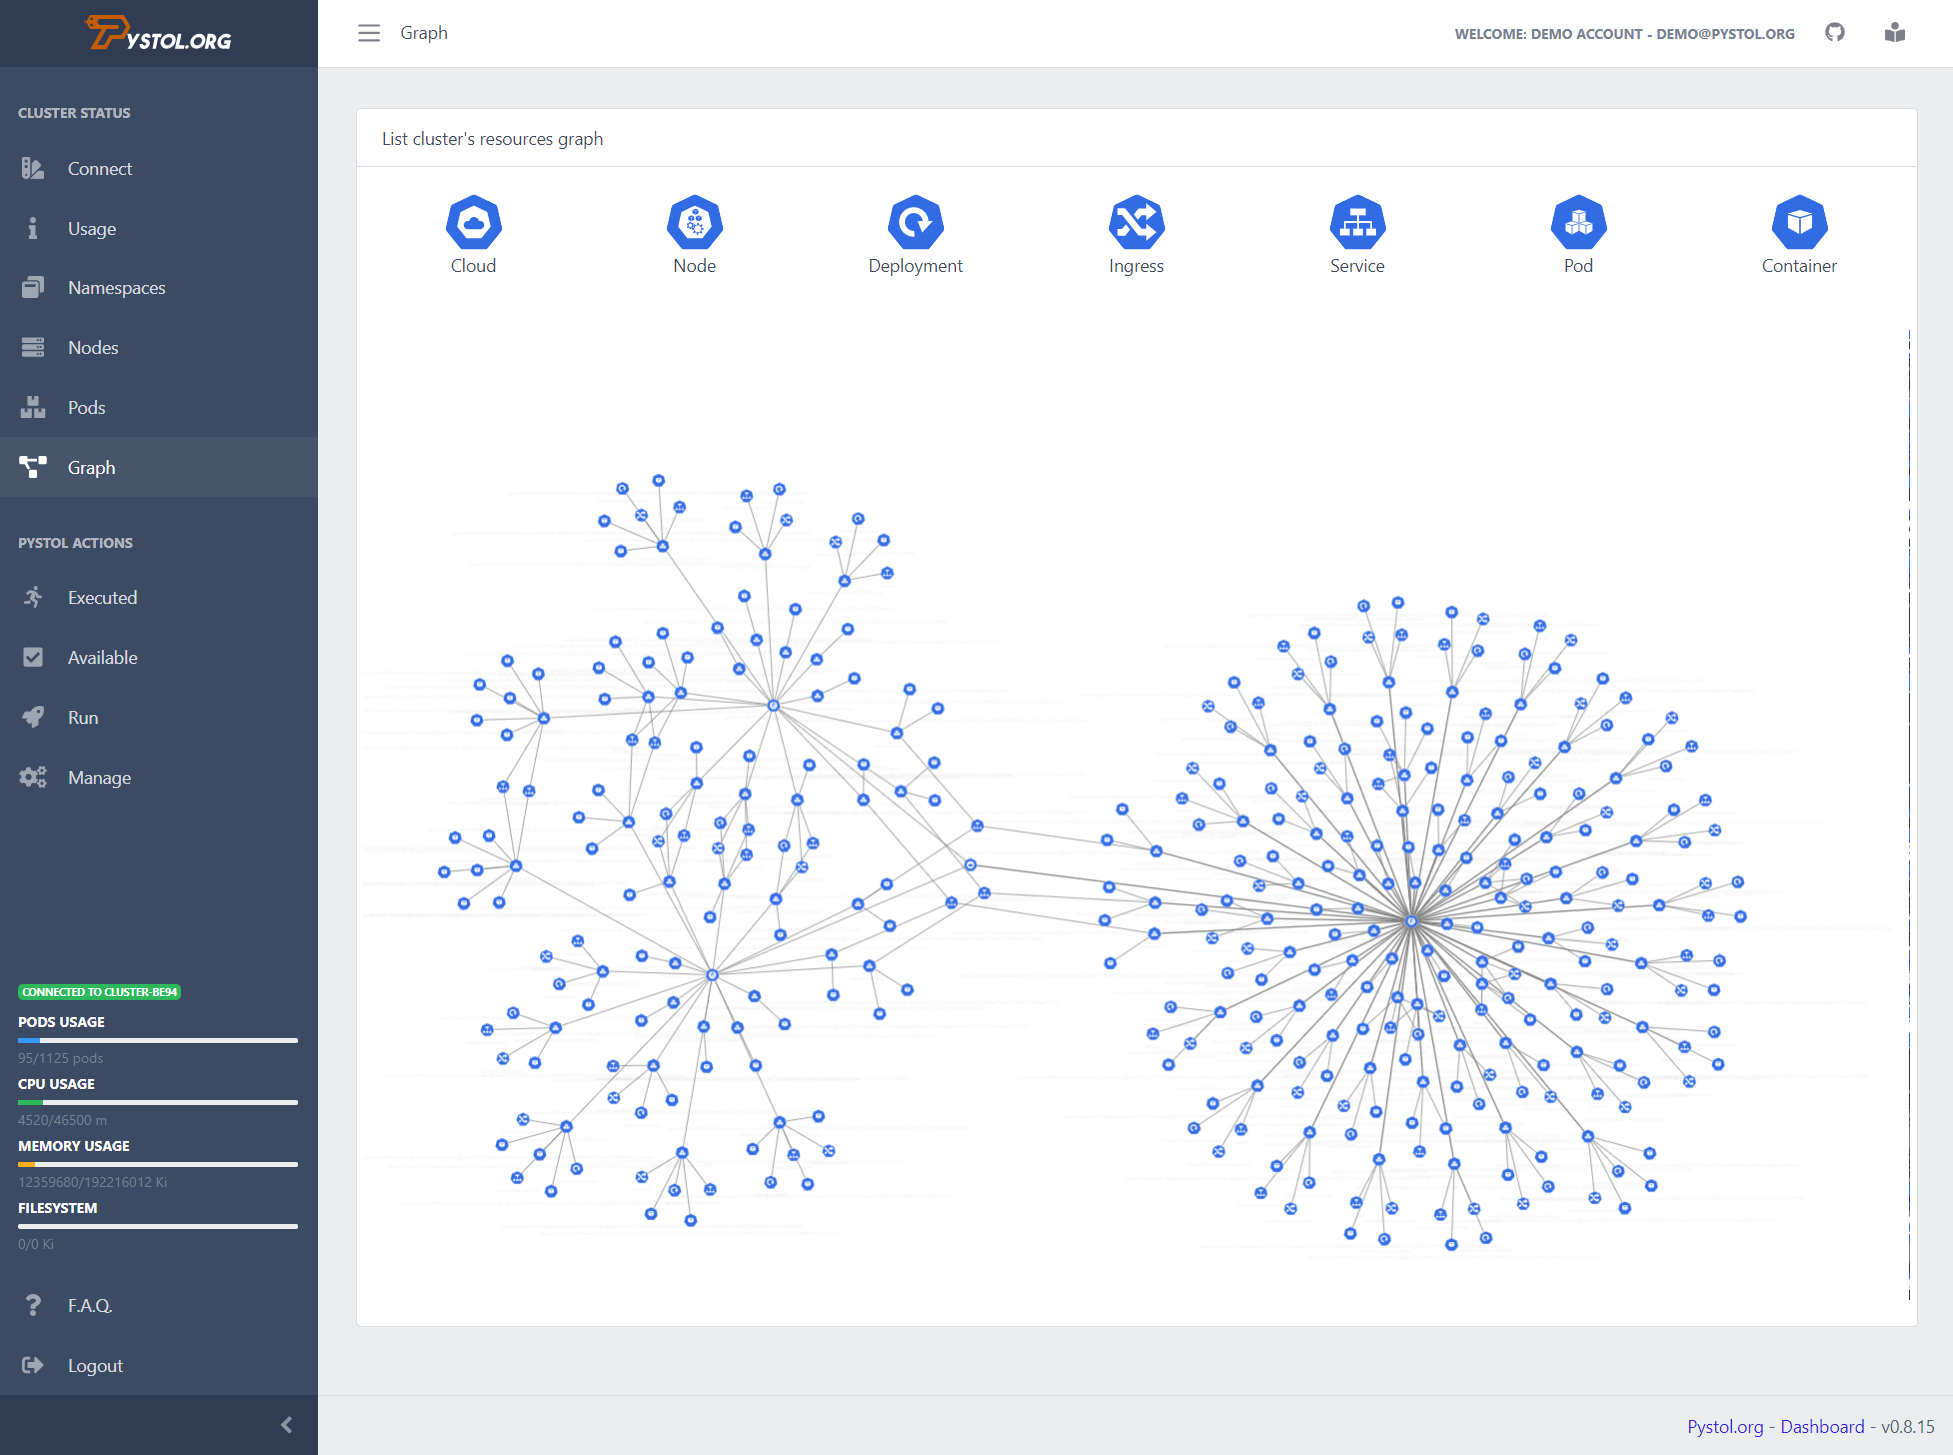 PYSTOL.ORG
Graph
WELCOME: DEMO ACCOUNT - DEMO@PYSTOL.ORG
CLUSTER STATUS
Connect
Usage
Namespaces
Nodes
Pods
Graph
PYSTOL ACTIONS
Executed
Available
Run
Manage
CONNECTED TO CLUSTER-BE94
PODS USAGE
95/1125 pods
CPU USAGE
4520/46500 m
MEMORY USAGE
12359680/192216012 Ki
FILESYSTEM
0/0 Ki
F.A.Q.
Logout
List cluster's resources graph
Cloud
Node
Deployment
Ingress
Service
Pod
Container
Pystol.org - Dashboard - v0.8.15